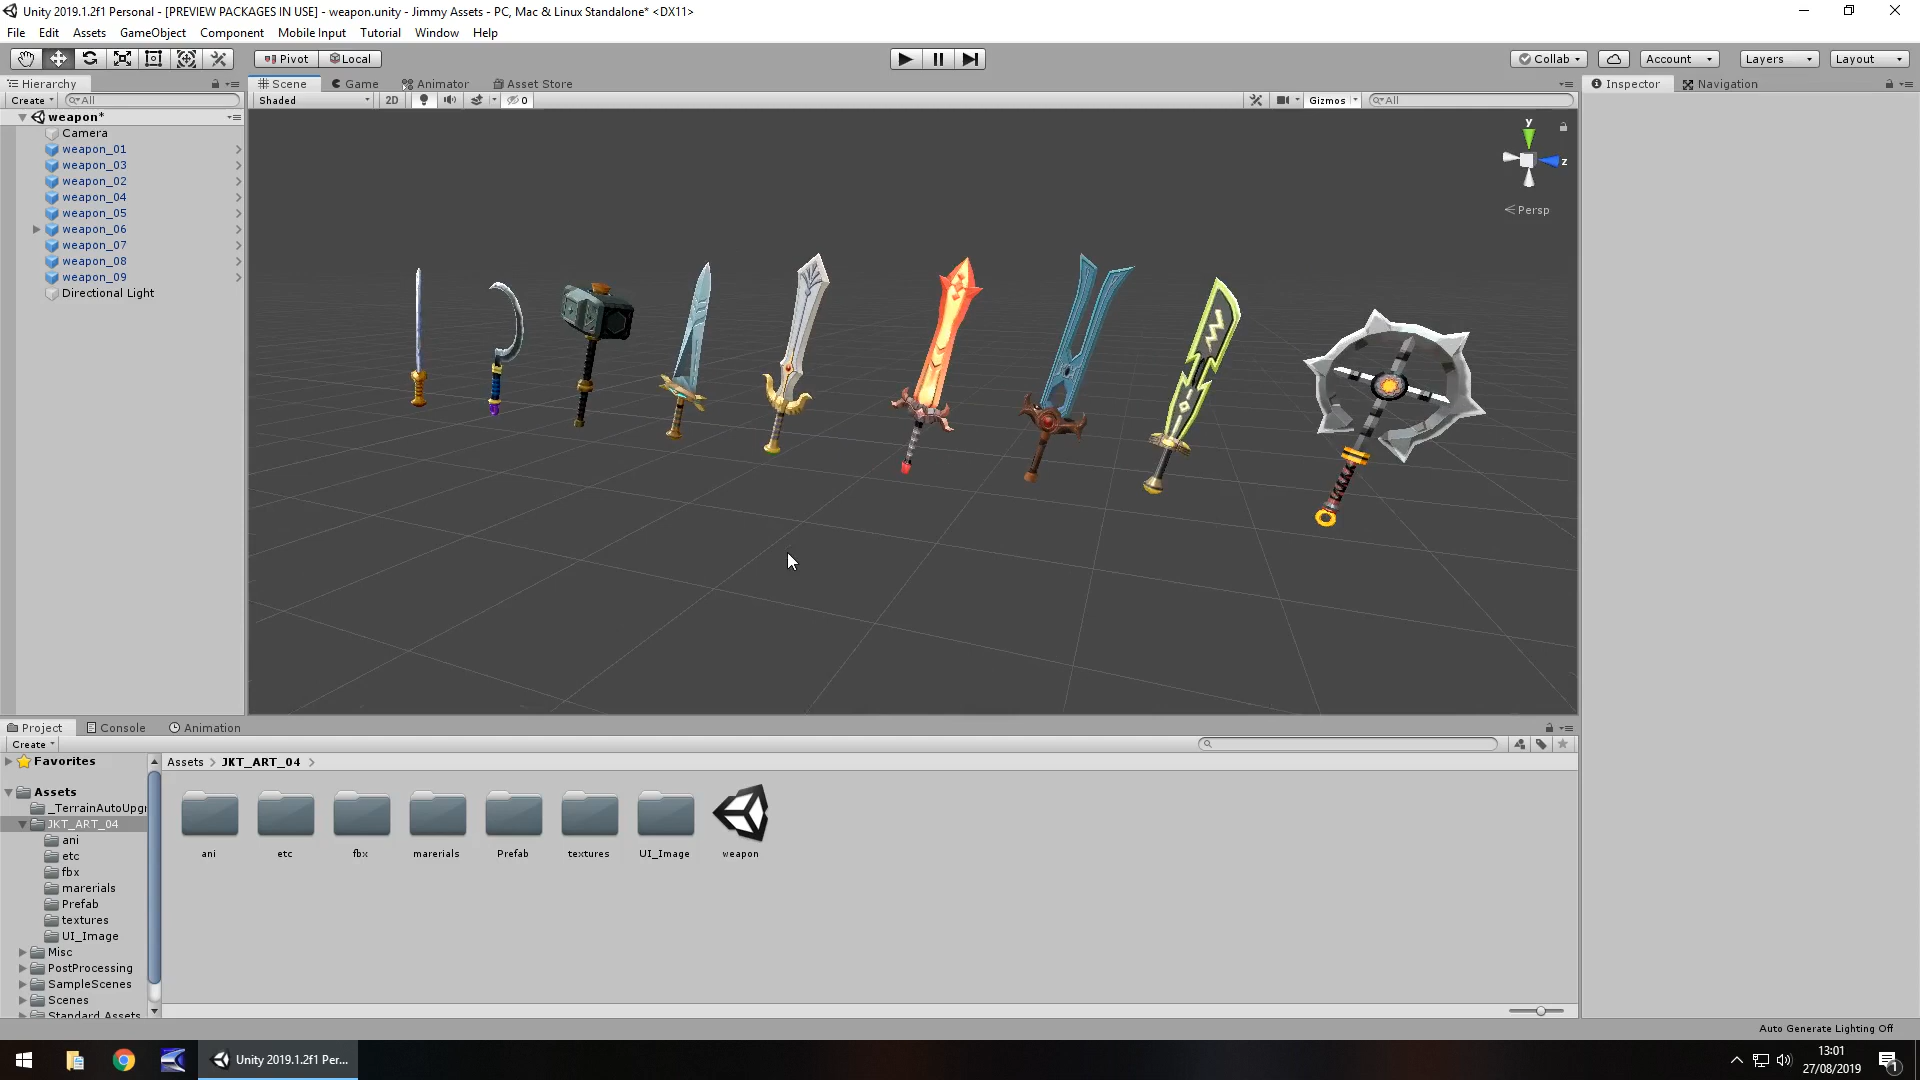 Unity 2019.1.2f1 Personal - [PREVIEW PACKAGES IN USE] - weapon.unity - Jimmy Assets - PC, Mac & Linux Standalone* <DX11>
File Edit Assets GameObject Component Mobile Input Tutorial Window Help
Pivot Local Collab Account Layers Layout
Hierarchy Scene Game Animator Asset Store Inspector Navigation
Create All Shaded 2D 0 Gizmos All
weapon*
Camera
weapon_01
weapon_03
weapon_02
weapon_04
weapon_05
weapon_06
weapon_07
weapon_08
weapon_09
Directional Light
y
z
Persp
Project Console Animation
Create
Favorites
Assets
_TerrainAutoUpgr
JKT_ART_04
ani
etc
fbx
marerials
Prefab
textures
UI_Image
Misc
PostProcessing
SampleScenes
Scenes
Standard Assets
Assets > JKT_ART_04 >
ani etc fbx marerials Prefab textures UI_Image weapon
Auto Generate Lighting Off
Unity 2019.1.2f1 Per...
13:01
27/08/2019
1